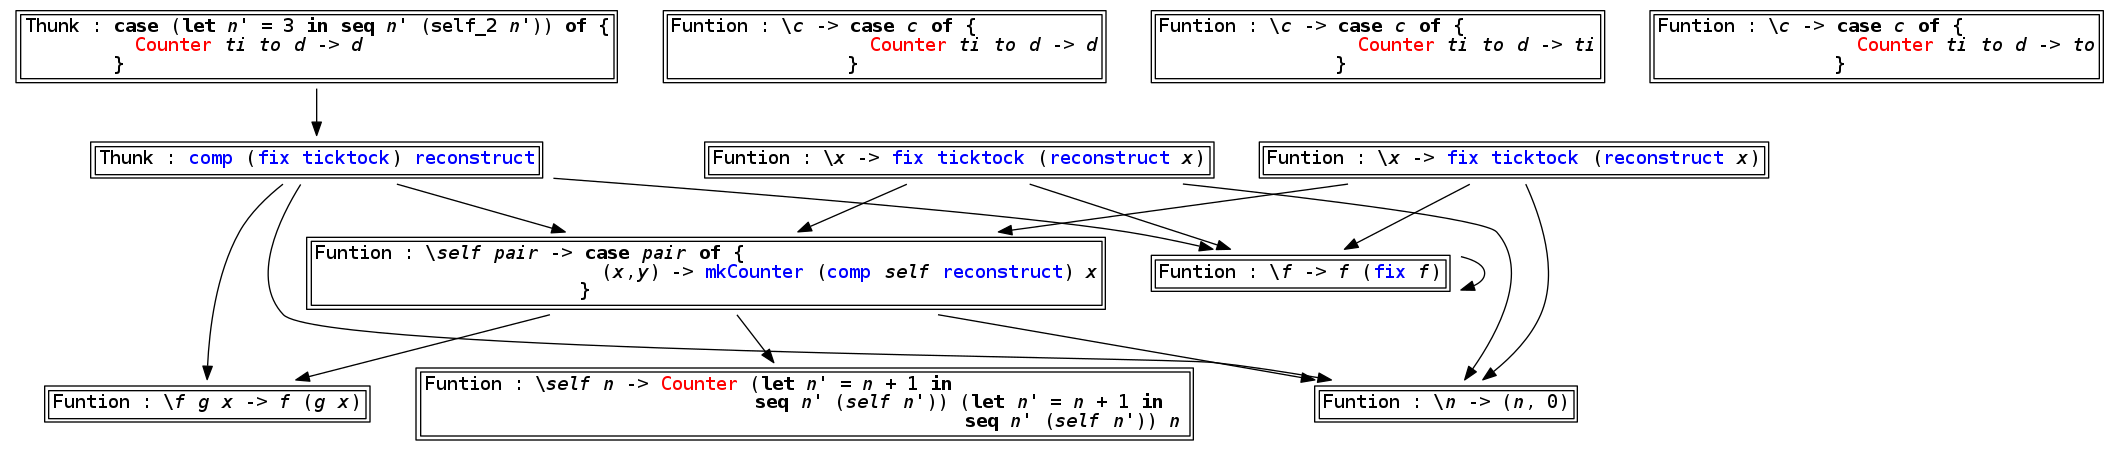 Thunk : case (let n' = 3 in seq n' (self_2 n')) of {
Counter ti to d -> d
}
Funtion : \c -> case c of {
Counter ti to d -> d
}
Funtion : \c -> case c of {
Counter ti to d -> ti
}
Funtion : \c -> case c of {
Counter ti to d -> to
}
Thunk : comp (fix ticktock) reconstruct
Funtion : \x -> fix ticktock (reconstruct x)
Funtion : \x -> fix ticktock (reconstruct x)
Funtion : \self pair -> case pair of {
(x,y) -> mkCounter (comp self reconstruct) x
}
Funtion : \f -> f (fix f)
Funtion : \f g x -> f (g x)
Funtion : \self n -> Counter (let n' = n + 1 in
seq n' (self n')) (let n' = n + 1 in
seq n' (self n')) n
Funtion : \n -> (n, 0)